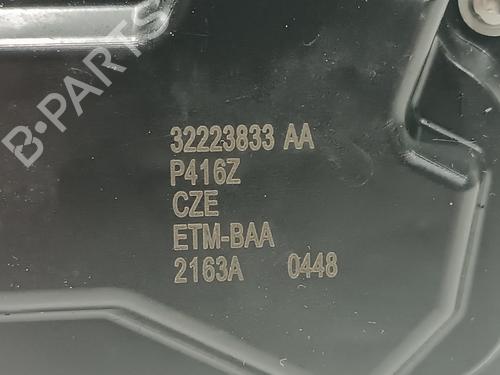 B-PARTS
32223833 AA
P416Z
CZE
ETM-BAA
2163A 0448